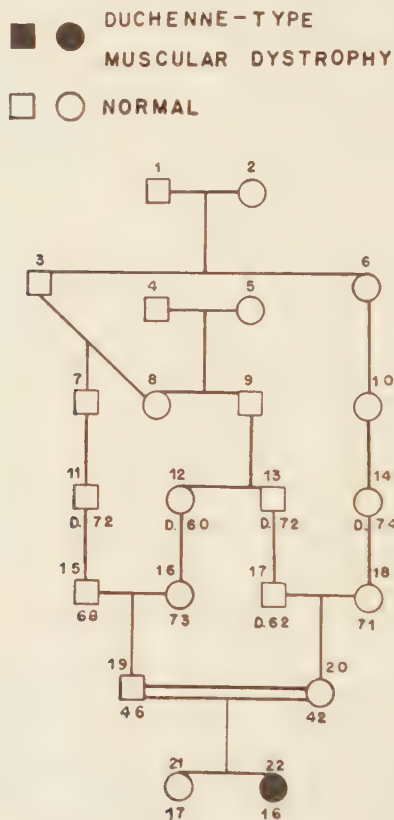 DUCHENNE-TYPE
MUSCULAR DYSTROPHY
NORMAL
1 2
3 6
4 5
7 8 9 10
11 12 13 14
D. 72 D. 60 D. 72 D. 74
15 16 17 18
68 73 D. 62 71
19 20
46 42
21 22
17 16